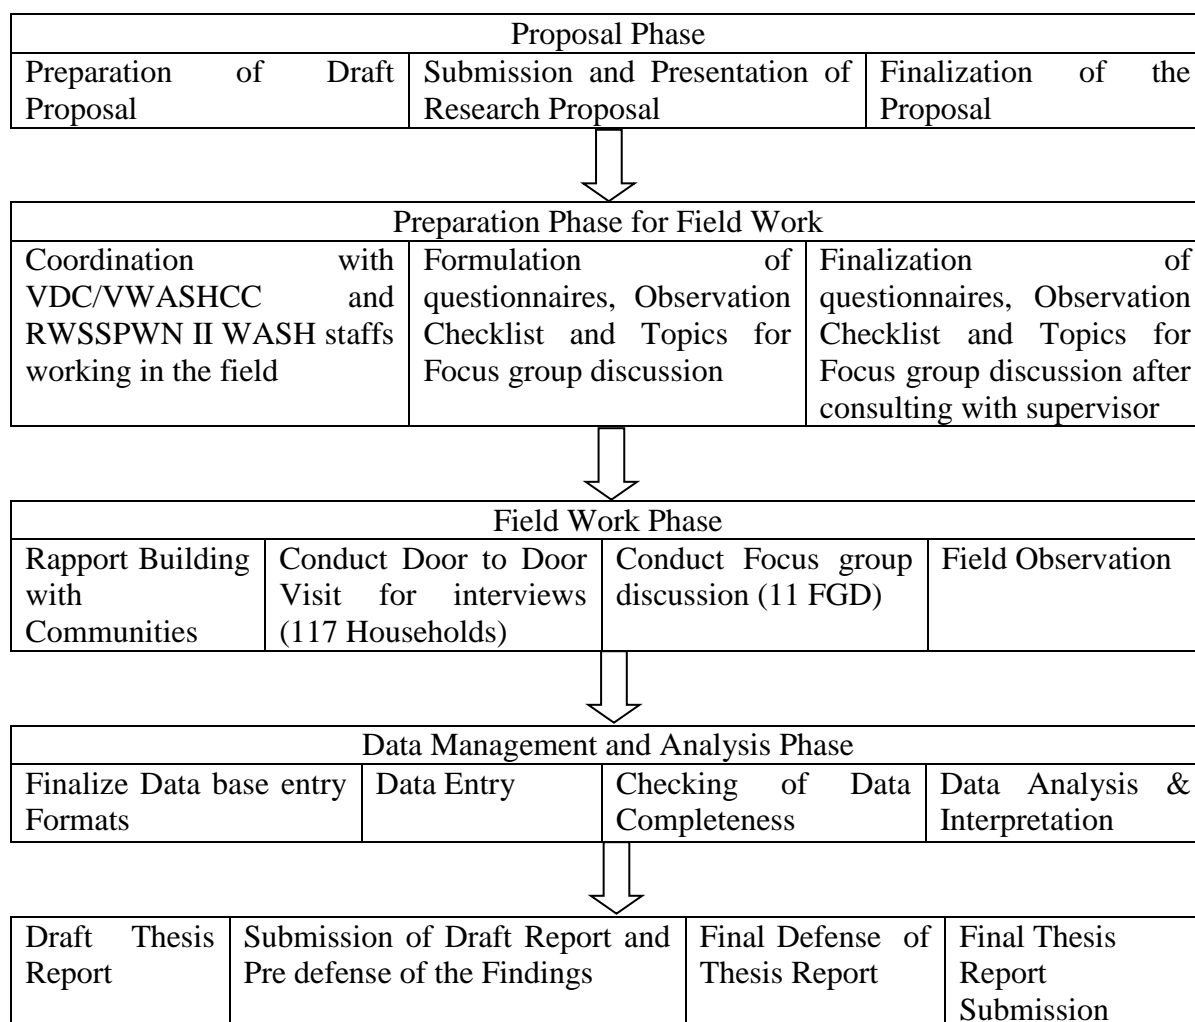 Proposal Phase
Preparation of Draft
Proposal
Submission and Presentation of
Research Proposal
Finalization of the
Proposal
Preparation Phase for Field Work
Coordination with
VDC/VWASHCC and
RWSSPWN II WASH staffs
working in the field
Formulation of
questionnaires, Observation
Checklist and Topics for
Focus group discussion
Finalization of
questionnaires, Observation
Checklist and Topics for
Focus group discussion after
consulting with supervisor
Field Work Phase
Rapport Building
with
Communities
Conduct Door to Door
Visit for interviews
(117 Households)
Conduct Focus group
discussion (11 FGD)
Field Observation
Data Management and Analysis Phase
Finalize Data base entry
Formats
Data Entry
Checking of Data
Completeness
Data Analysis &
Interpretation
Draft Thesis
Report
Submission of Draft Report and
Pre defense of the Findings
Final Defense of
Thesis Report
Final Thesis
Report
Submission